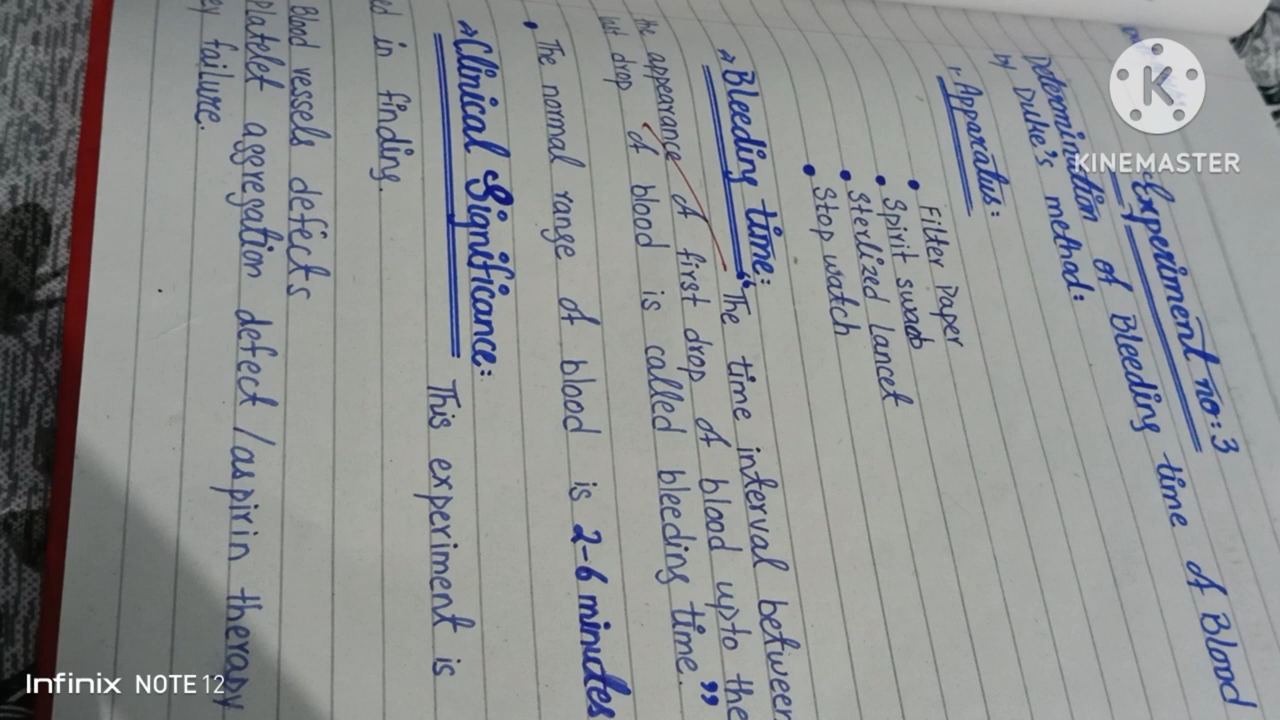 Experiment no:3
Determination of Bleeding time of Blood
by Duke's method:
Apparatus:
• Filter paper
• Spirit swab
• Sterlized Lancet
• Stop watch
Bleeding time: "The time interval between
the appearance of first drop of blood upto the
last drop of blood is called bleeding time."
• The normal range of blood is 2-6 minutes
Clinical Significance:
This experiment is
ed in finding.
Blood vessels defects
Platelet aggregation defect /aspirin therapy
ey failure.
K
KINEMASTER
Infinix NOTE 12